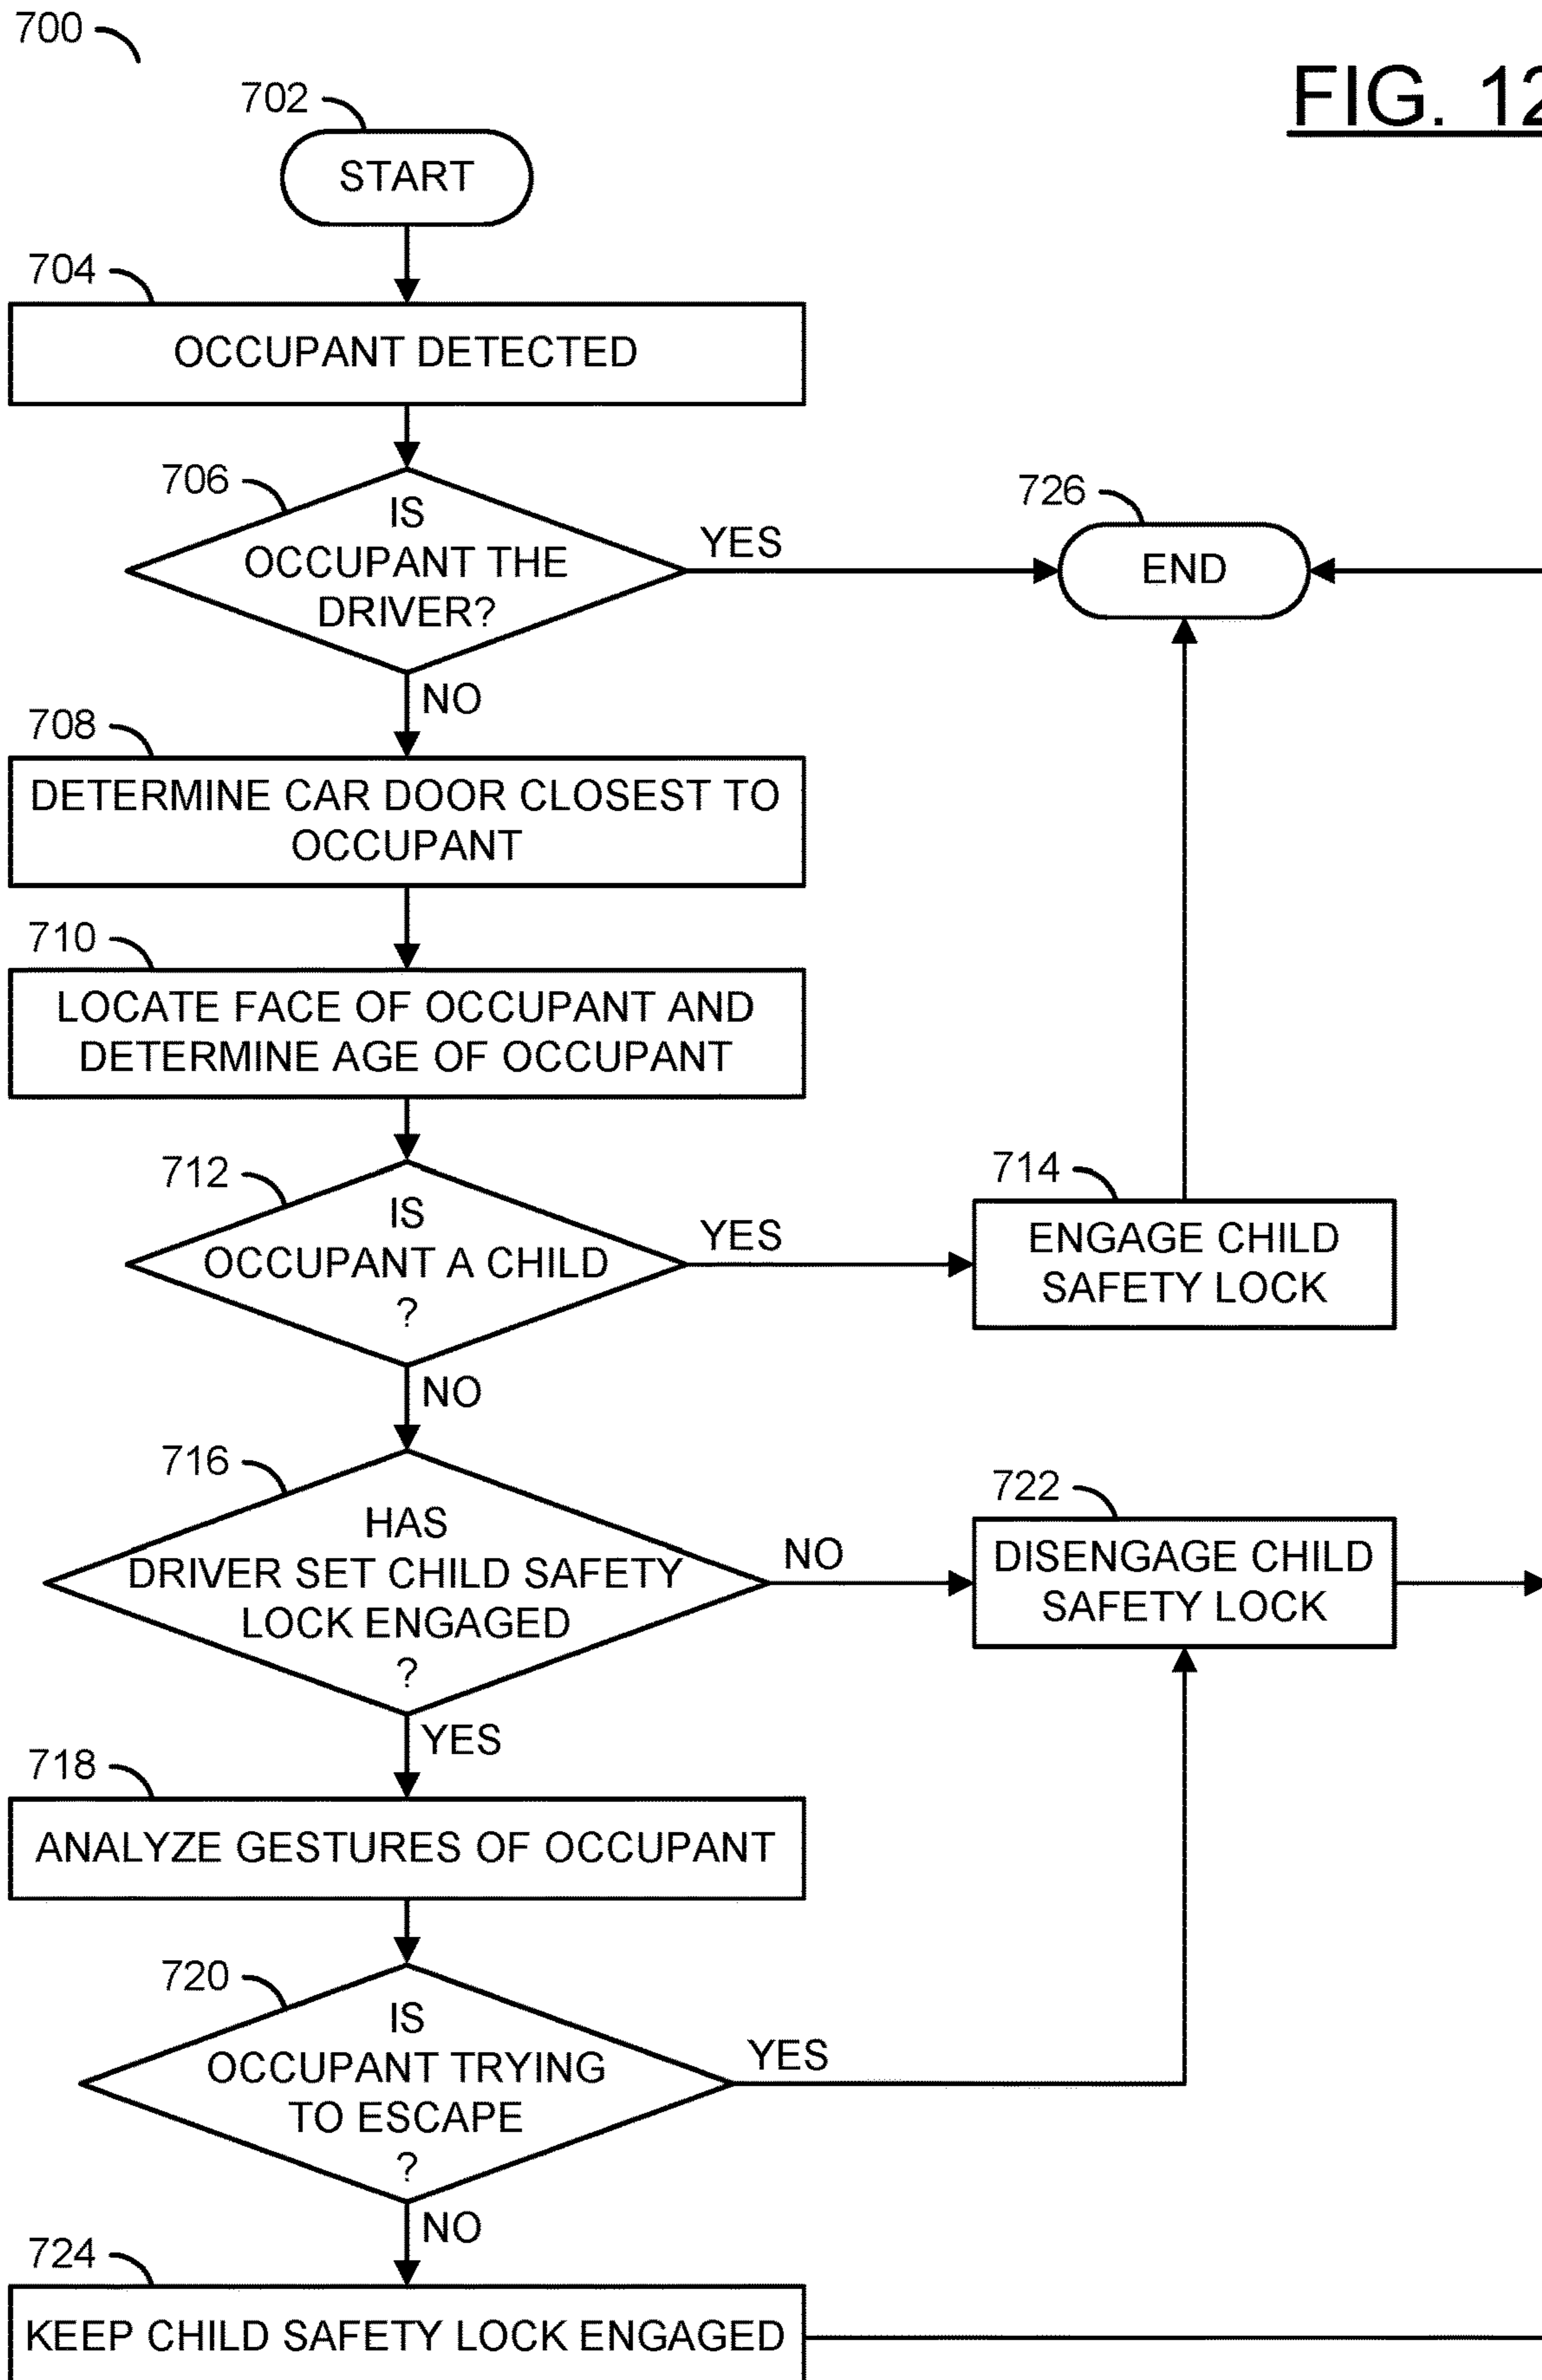 700
FIG. 12
702
START
704
OCCUPANT DETECTED
706
IS
OCCUPANT THE
DRIVER?
YES
726
END
NO
708
DETERMINE CAR DOOR CLOSEST TO
OCCUPANT
710
LOCATE FACE OF OCCUPANT AND
DETERMINE AGE OF OCCUPANT
712
IS
OCCUPANT A CHILD
?
YES
714
ENGAGE CHILD
SAFETY LOCK
NO
716
HAS
DRIVER SET CHILD SAFETY
LOCK ENGAGED
?
NO
722
DISENGAGE CHILD
SAFETY LOCK
YES
718
ANALYZE GESTURES OF OCCUPANT
720
IS
OCCUPANT TRYING
TO ESCAPE
?
YES
NO
724
KEEP CHILD SAFETY LOCK ENGAGED